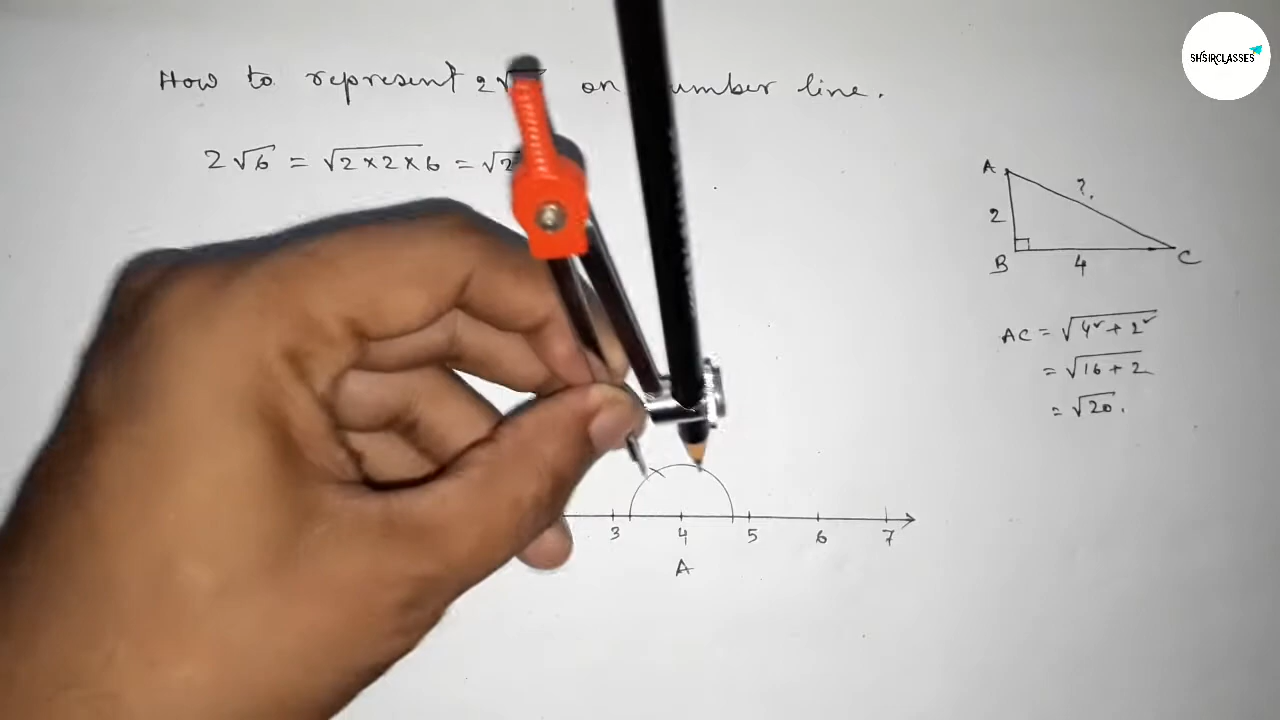 How to represent 2√ on umber line.
2√6 = √2×2×6 = √2
A
2
?.
B
4
C
AC = √4² + 2²
= √16 + 2
= √20.
3 4 5 6 7
A
SHSIRCLASSES